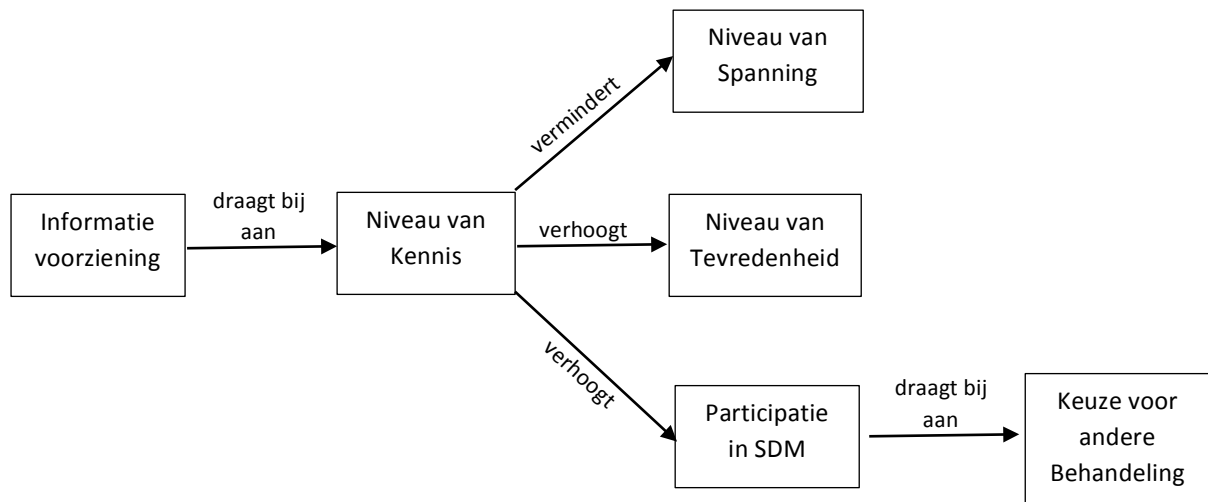 Niveau van
Spanning
vermindert
Informatie
voorziening
draagt bij
aan
Niveau van
Kennis
verhoogt
Niveau van
Tevredenheid
verhoogt
Participatie
in SDM
draagt bij
aan
Keuze voor
andere
Behandeling